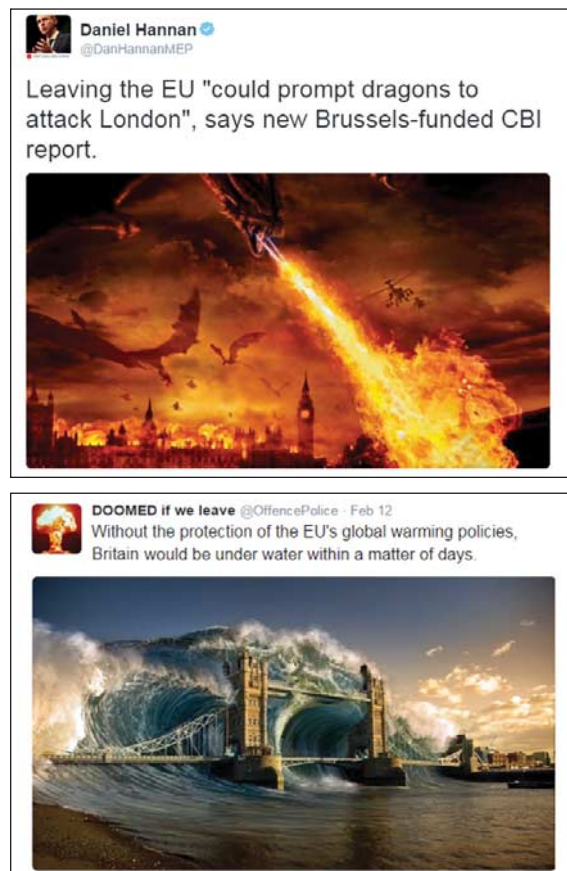 Daniel Hannan
@DanHannanMEP
Leaving the EU "could prompt dragons to
attack London", says new Brussels-funded CBI
report.
DOOMED if we leave @OffencePolice · Feb 12
Without the protection of the EU's global warming policies,
Britain would be under water within a matter of days.